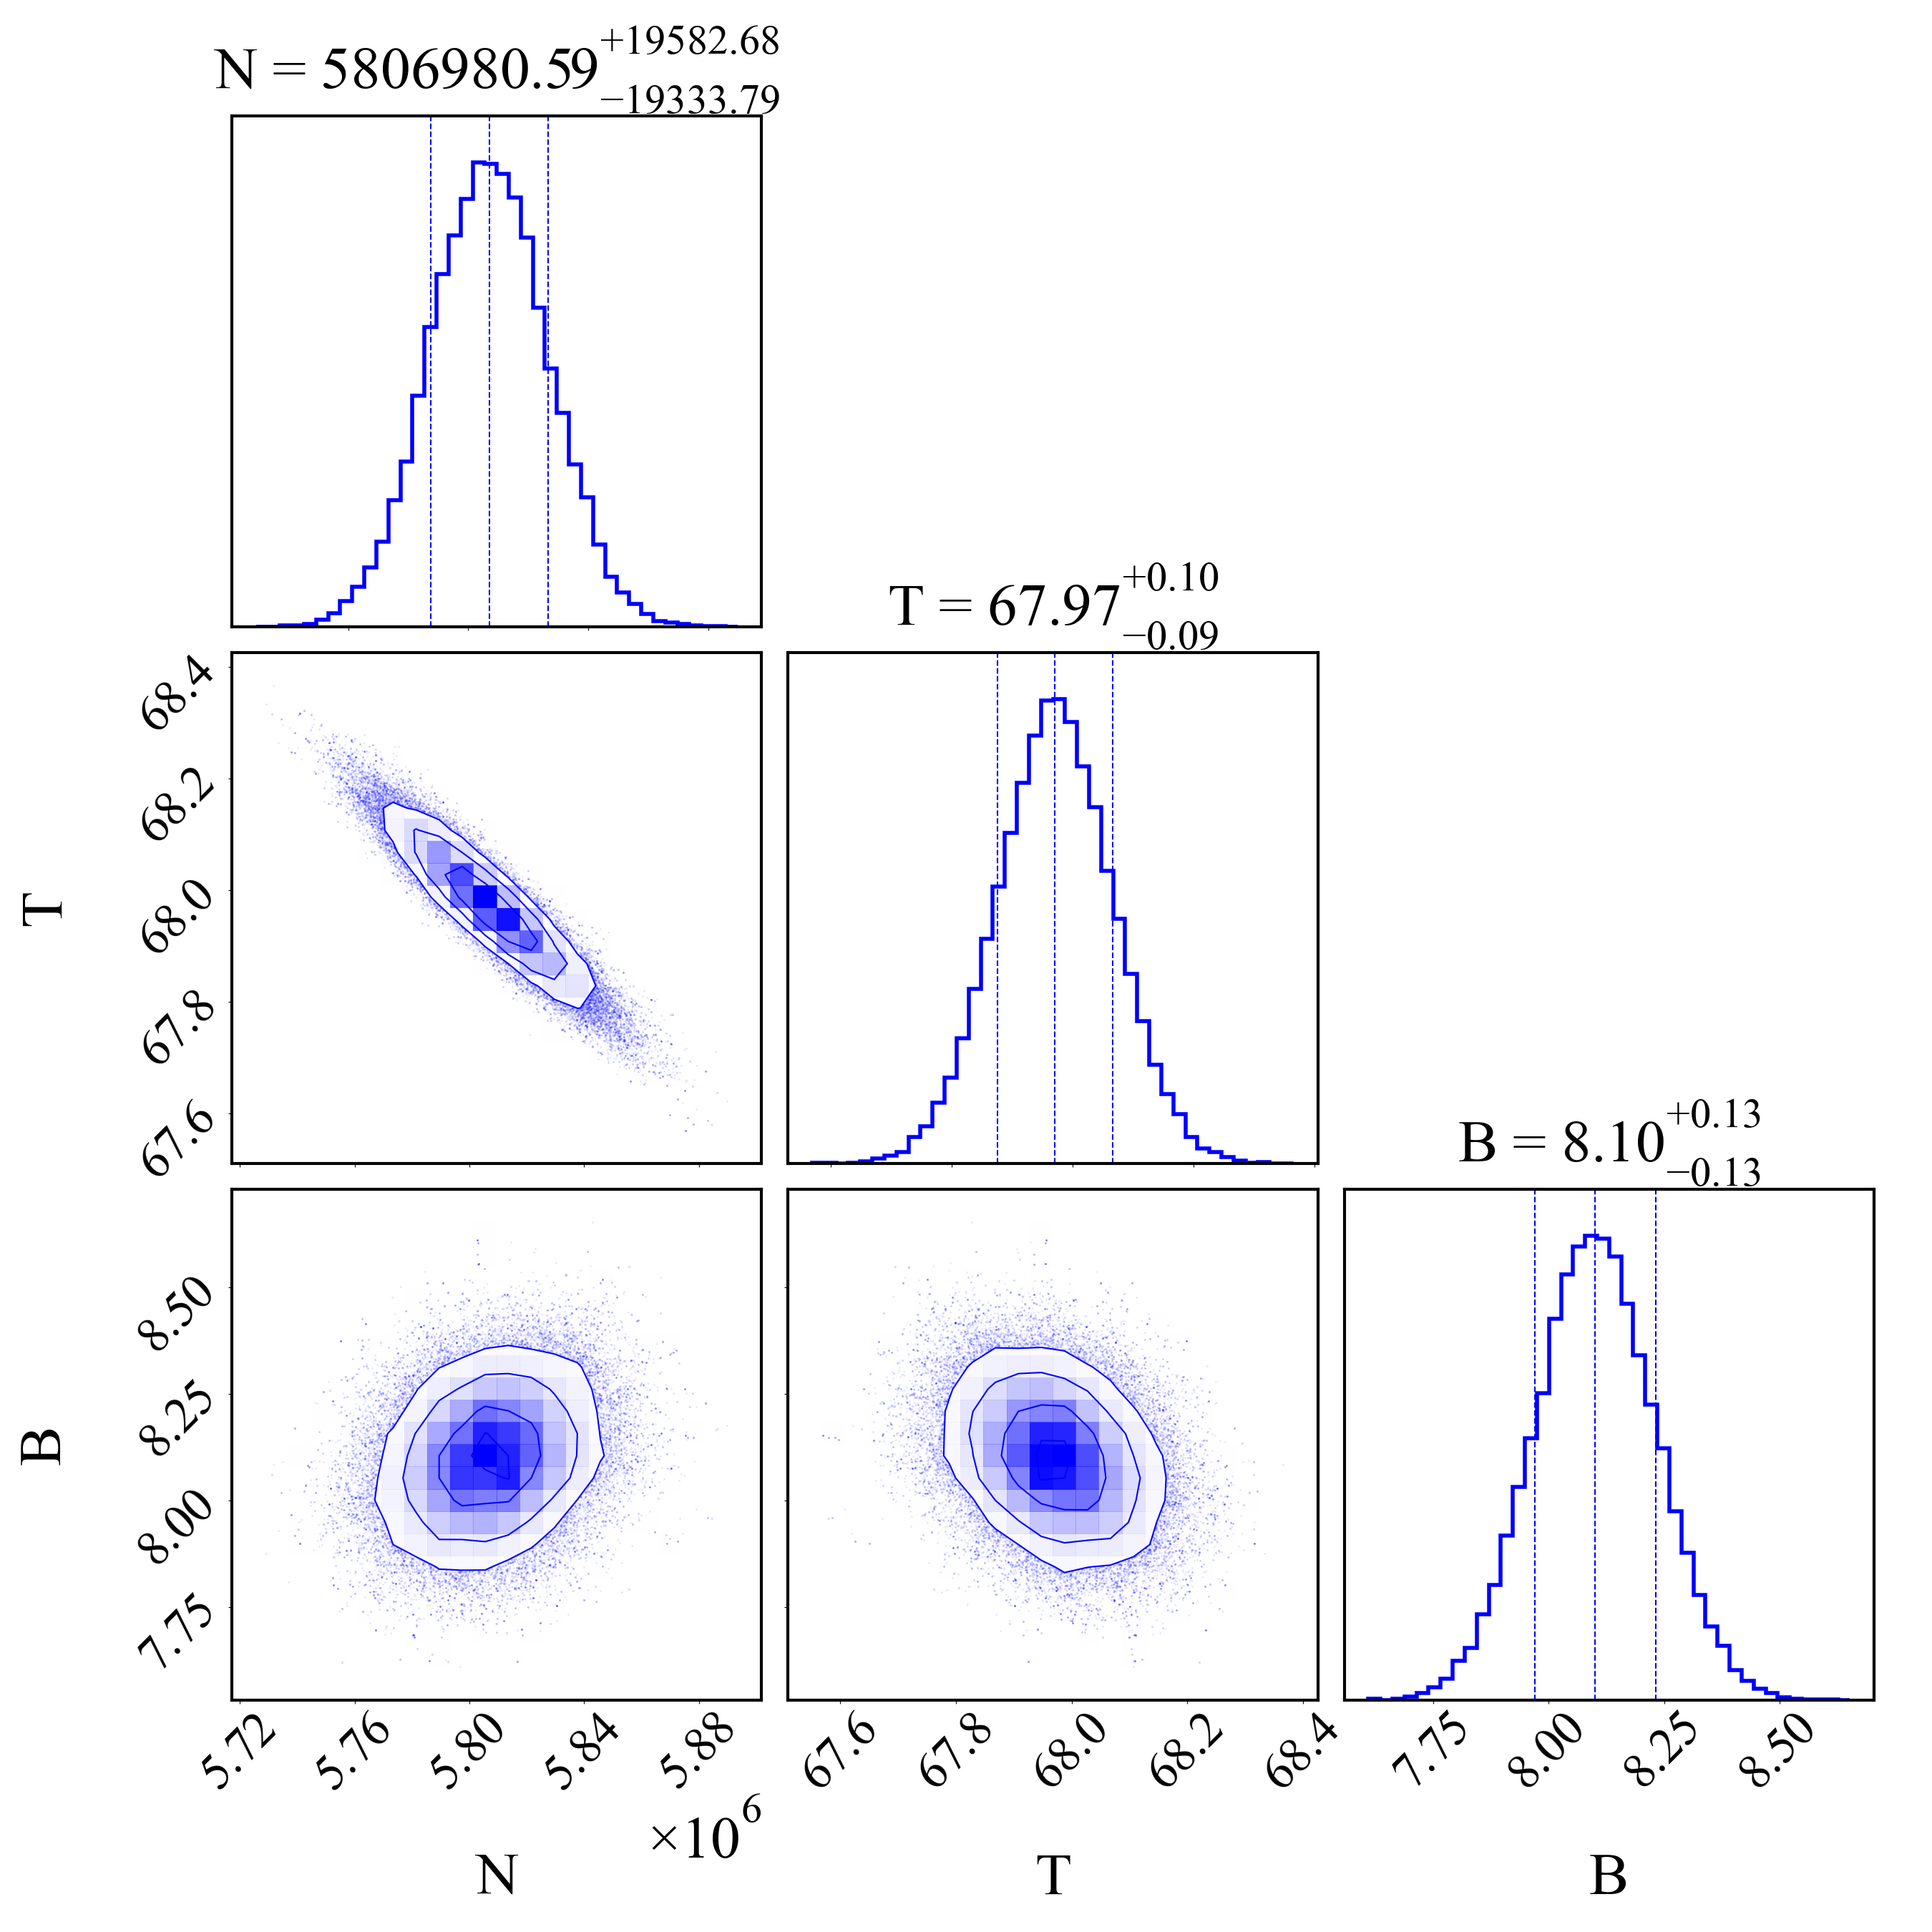 N = 5806980.59+19582.68 −19333.79
T = 67.97+0.10 −0.09
68.4
68.2
68.0
67.8
67.6
T
B = 8.10+0.13 −0.13
8.50
8.25
8.00
7.75
B
5.72 5.76 5.80 5.84 5.88
67.6 67.8 68.0 68.2 68.4
7.75 8.00 8.25 8.50
×10^6
N T B